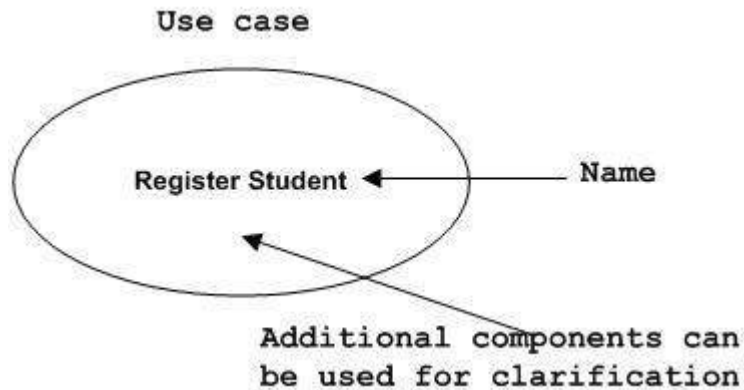 Use case
Register Student
Name
Additional components can
be used for clarification